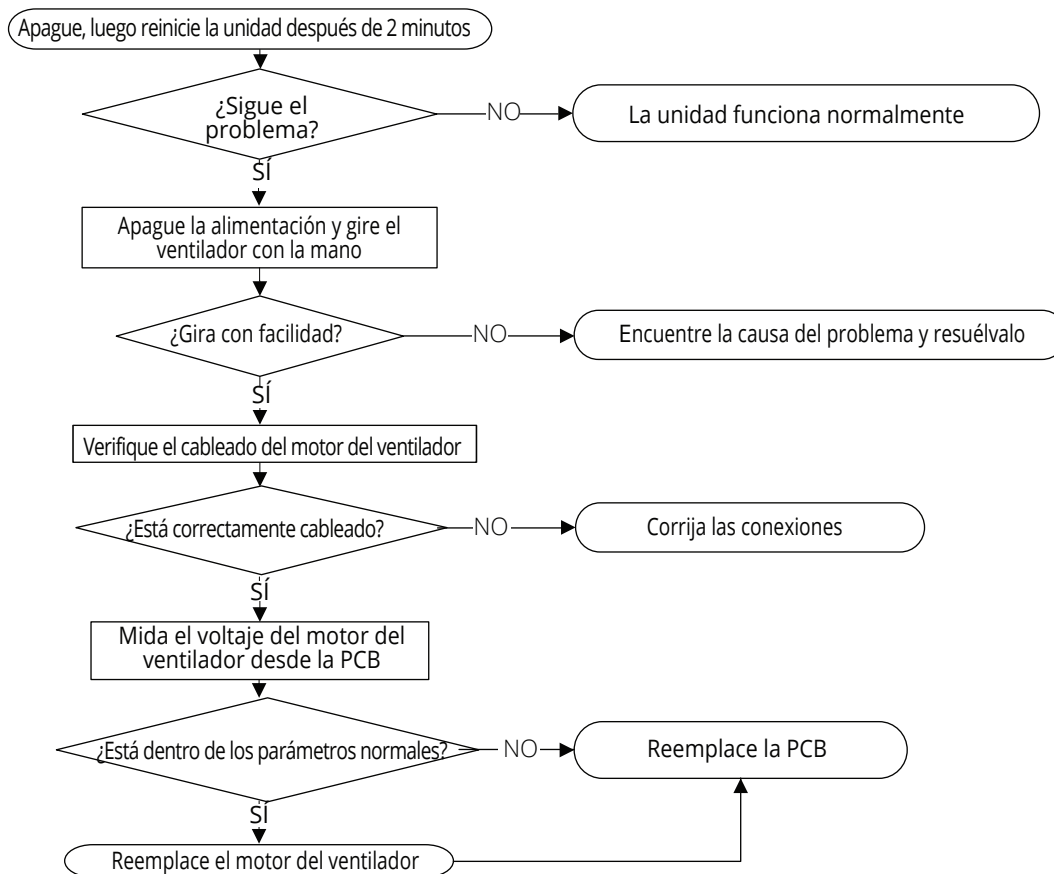 Apague, luego reinicie la unidad después de 2 minutos
¿Sigue el
problema?
NO
La unidad funciona normalmente
SÍ
Apague la alimentación y gire el
ventilador con la mano
¿Gira con facilidad?
NO
Encuentre la causa del problema y resuélvalo
SÍ
Verifique el cableado del motor del ventilador
¿Está correctamente cableado?
NO
Corrija las conexiones
SÍ
Mida el voltaje del motor del
ventilador desde la PCB
¿Está dentro de los parámetros normales?
NO
Reemplace la PCB
SÍ
Reemplace el motor del ventilador